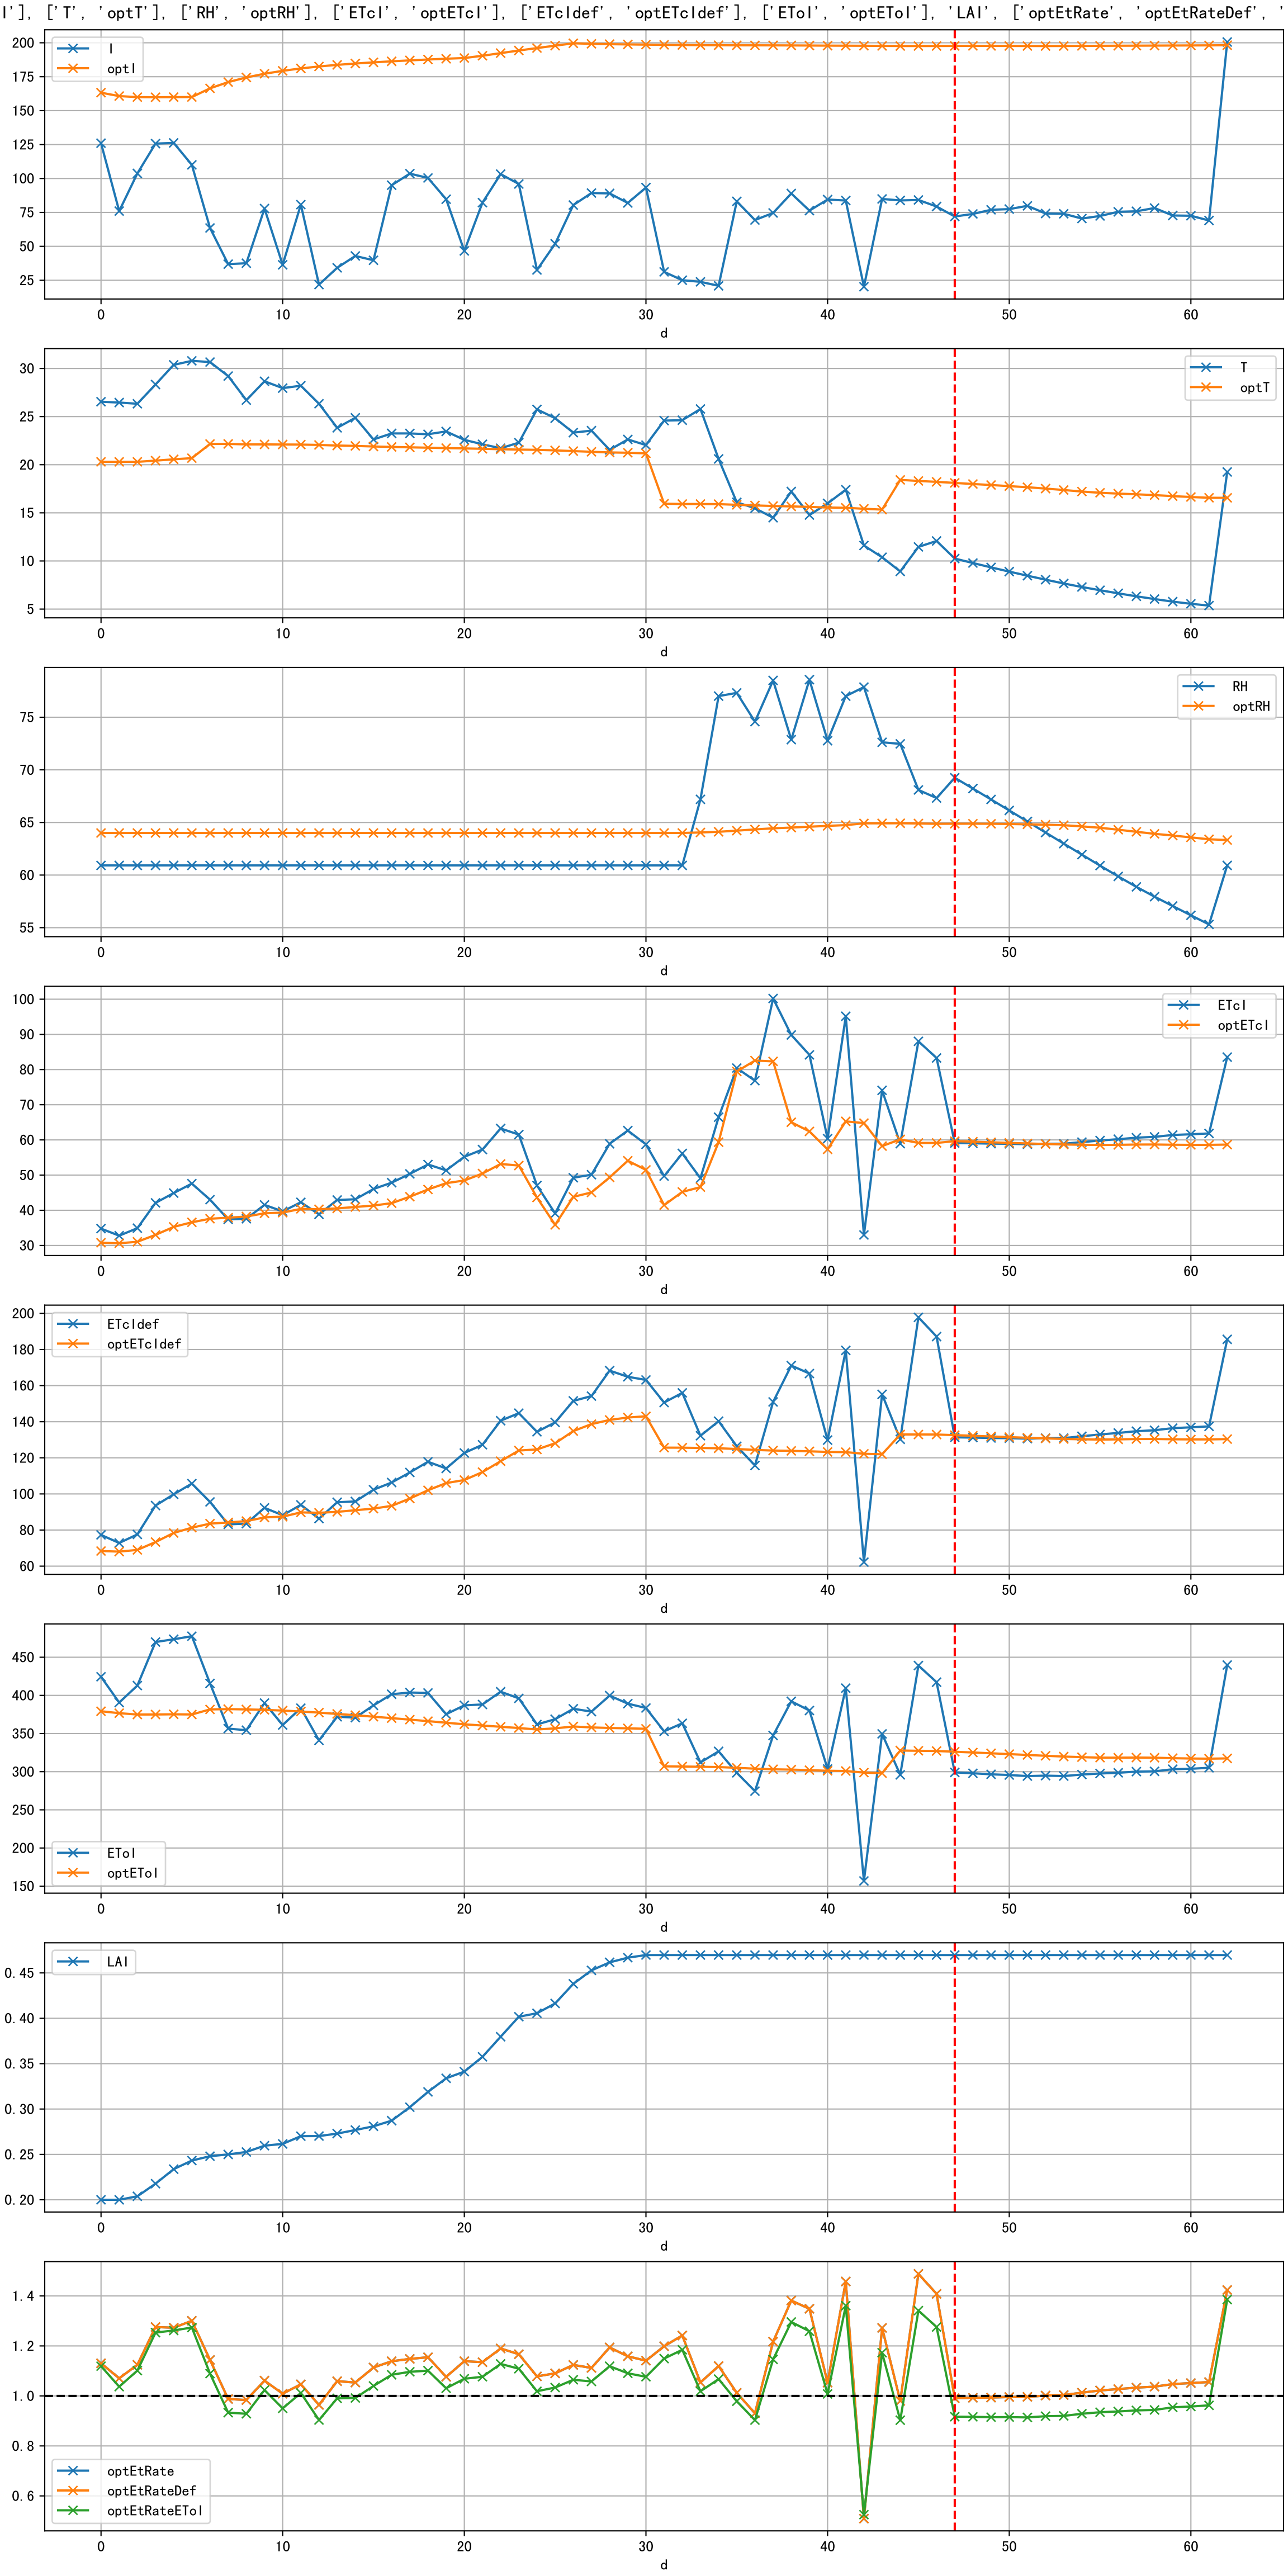 I'], ['T', 'optT'], ['RH', 'optRH'], ['ETcI', 'optETcI'], ['ETcIdef', 'optETcIdef'], ['EToI', 'optEToI'], 'LAI', ['optEtRate', 'optEtRateDef', '
I
optI
200
175
150
125
100
75
50
25
0 10 20 30 40 50 60
d
T
optT
30
25
20
15
10
5
0 10 20 30 40 50 60
d
RH
optRH
75
70
65
60
55
0 10 20 30 40 50 60
d
ETcI
optETcI
100
90
80
70
60
50
40
30
0 10 20 30 40 50 60
d
ETcIdef
optETcIdef
200
180
160
140
120
100
80
60
0 10 20 30 40 50 60
d
450
400
350
300
250
200
150
EToI
optEToI
0 10 20 30 40 50 60
d
LAI
0.45
0.40
0.35
0.30
0.25
0.20
0 10 20 30 40 50 60
d
1.4
1.2
1.0
0.8
0.6
optEtRate
optEtRateDef
optEtRateEToI
0 10 20 30 40 50 60
d